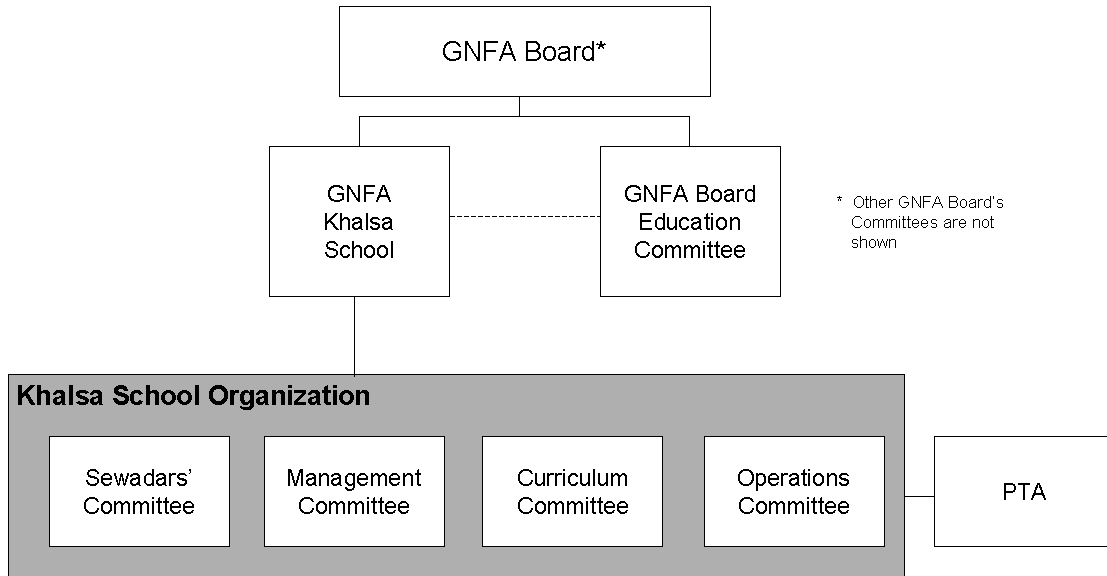 GNFA Board*
GNFA
Khalsa
School
GNFA Board
Education
Committee
* Other GNFA Board's
Committees are not
shown
Khalsa School Organization
Sewadars'
Committee
Management
Committee
Curriculum
Committee
Operations
Committee
PTA